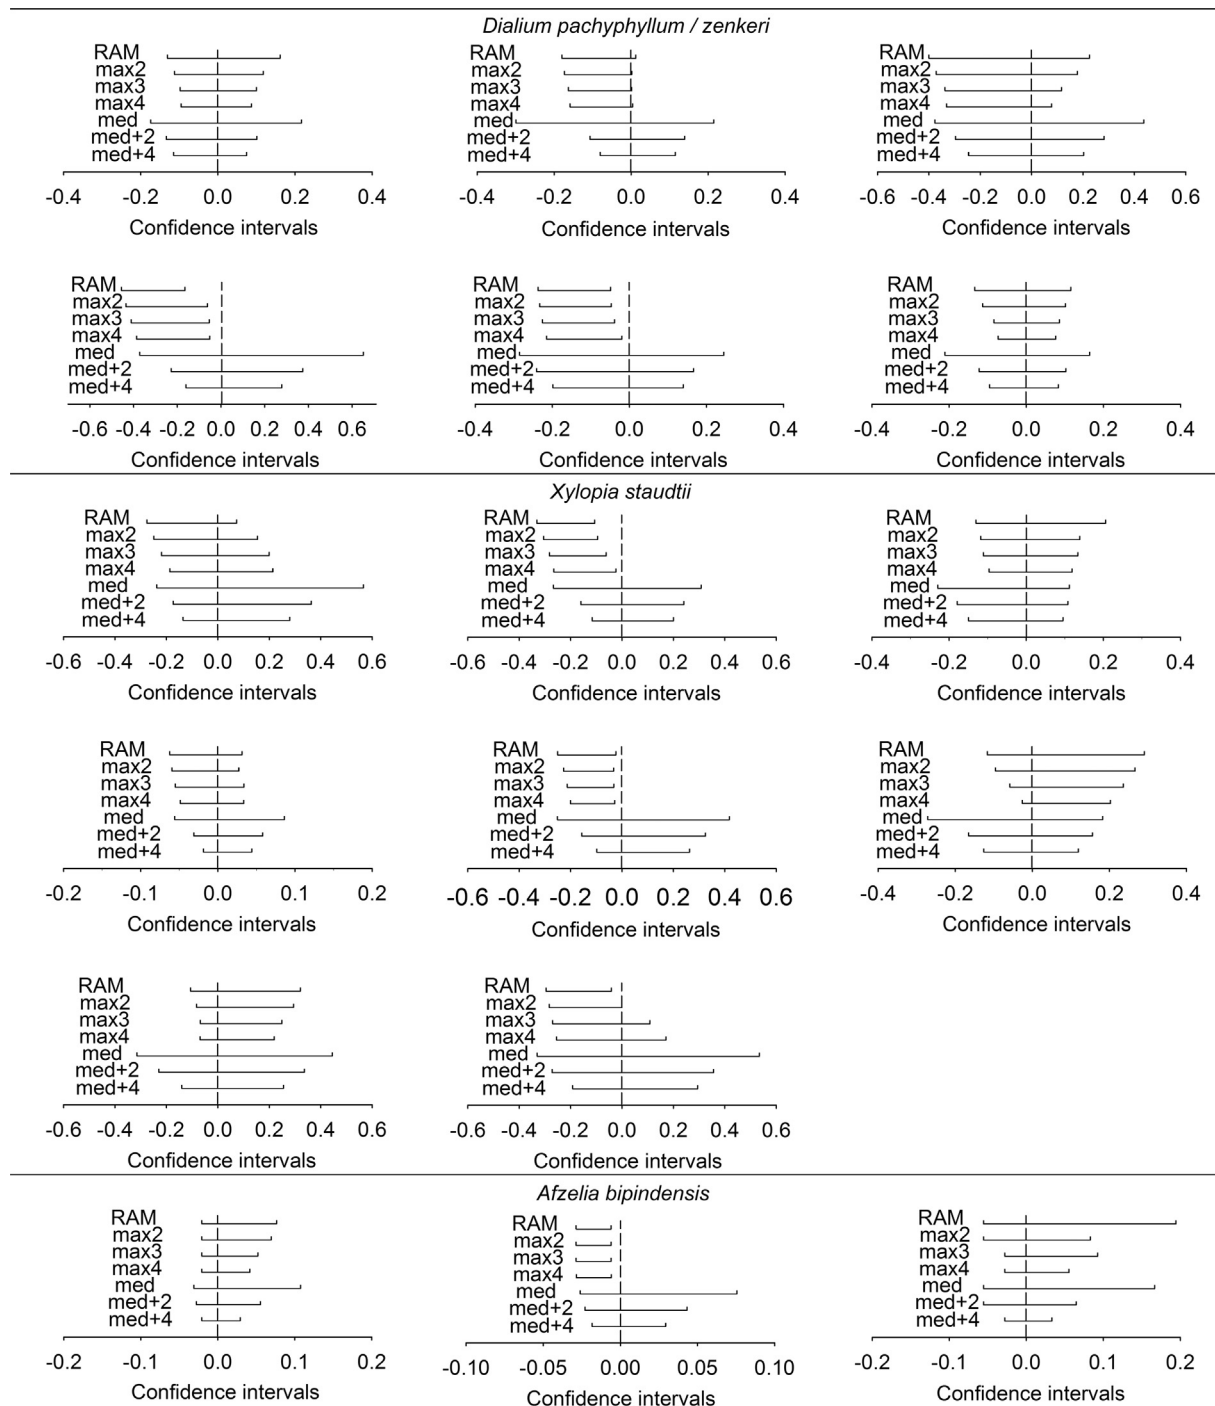 Dialium pachyphyllum / zenkeri
RAM
max2
max3
max4
med
med+2
med+4
-0.4 -0.2 0.0 0.2 0.4
Confidence intervals
RAM
max2
max3
max4
med
med+2
med+4
-0.4 -0.2 0.0 0.2 0.4
Confidence intervals
RAM
max2
max3
max4
med
med+2
med+4
-0.6 -0.4 -0.2 0.0 0.2 0.4 0.6
Confidence intervals
RAM
max2
max3
max4
med
med+2
med+4
-0.6 -0.4 -0.2 0.0 0.2 0.4 0.6
Confidence intervals
RAM
max2
max3
max4
med
med+2
med+4
-0.4 -0.2 0.0 0.2 0.4
Confidence intervals
RAM
max2
max3
max4
med
med+2
med+4
-0.4 -0.2 0.0 0.2 0.4
Confidence intervals
Xylopia staudtii
RAM
max2
max3
max4
med
med+2
med+4
-0.6 -0.4 -0.2 0.0 0.2 0.4 0.6
Confidence intervals
RAM
max2
max3
max4
med
med+2
med+4
-0.6 -0.4 -0.2 0.0 0.2 0.4 0.6
Confidence intervals
RAM
max2
max3
max4
med
med+2
med+4
-0.4 -0.2 0.0 0.2 0.4
Confidence intervals
RAM
max2
max3
max4
med
med+2
med+4
-0.2 -0.1 0.0 0.1 0.2
Confidence intervals
RAM
max2
max3
max4
med
med+2
med+4
-0.6 -0.4 -0.2 0.0 0.2 0.4 0.6
Confidence intervals
RAM
max2
max3
max4
med
med+2
med+4
-0.4 -0.2 0.0 0.2 0.4
Confidence intervals
RAM
max2
max3
max4
med
med+2
med+4
-0.6 -0.4 -0.2 0.0 0.2 0.4 0.6
Confidence intervals
RAM
max2
max3
max4
med
med+2
med+4
-0.6 -0.4 -0.2 0.0 0.2 0.4 0.6
Confidence intervals
Afzelia bipindensis
RAM
max2
max3
max4
med
med+2
med+4
-0.2 -0.1 0.0 0.1 0.2
Confidence intervals
RAM
max2
max3
max4
med
med+2
med+4
-0.10 -0.05 0.00 0.05 0.10
Confidence intervals
RAM
max2
max3
max4
med
med+2
med+4
-0.2 -0.1 0.0 0.1 0.2
Confidence intervals